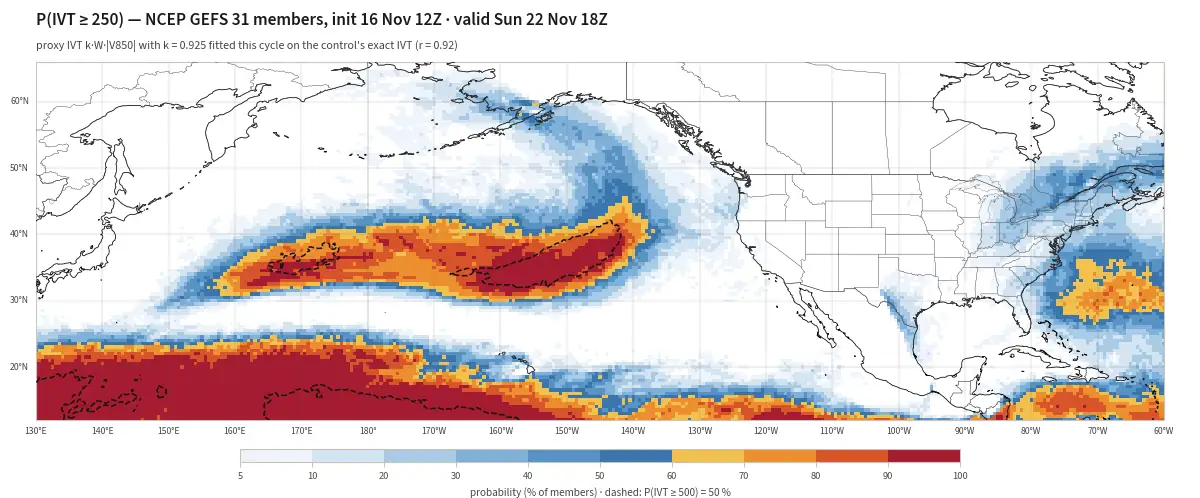 P(IVT ≥ 250) — NCEP GEFS 31 members, init 16 Nov 12Z · valid Sun 22 Nov 18Z
proxy IVT k·W·|V850| with k = 0.925 fitted this cycle on the control's exact IVT (r = 0.92)
60°N
50°N
40°N
30°N
20°N
130°E 140°E 150°E 160°E 170°E 180° 170°W 160°W 150°W 140°W 130°W 120°W 110°W 100°W 90°W 80°W 70°W 60°W
5 10 20 30 40 50 60 70 80 90 100
probability (% of members) · dashed: P(IVT ≥ 500) = 50 %